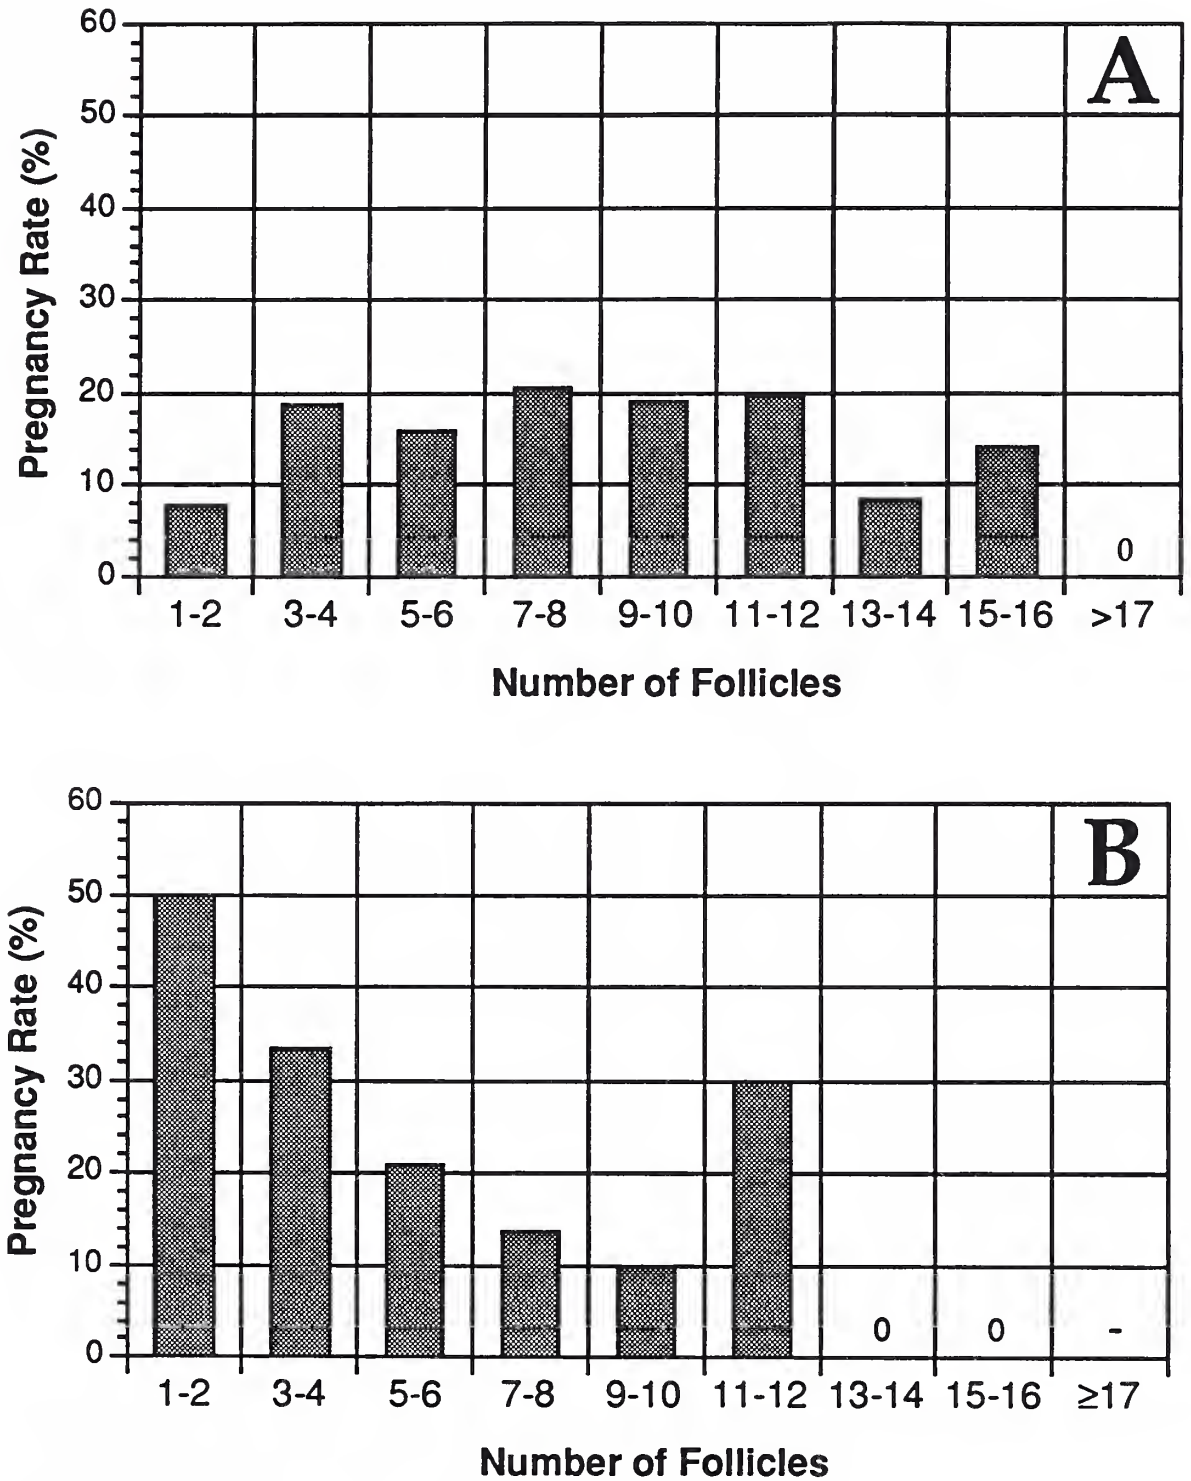 60
A
50
40
30
20
10
0
0
Pregnancy Rate (%)
1-2 3-4 5-6 7-8 9-10 11-12 13-14 15-16 >17
Number of Follicles
60
B
50
40
30
20
10
0 0 -
0
Pregnancy Rate (%)
1-2 3-4 5-6 7-8 9-10 11-12 13-14 15-16 ≥17
Number of Follicles